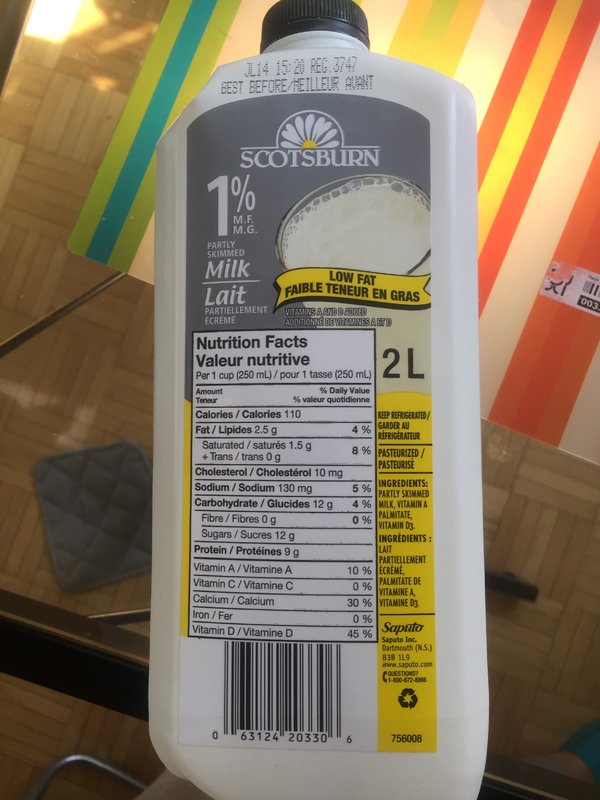 JL14 15:20 REG.3747
BEST BEFORE/MEILLEUR AVANT
SCOTSBURN
1%
M.F.
M.G.
PARTLY
SKIMMED
Milk
Lait
PARTIELLEMENT
ÉCRÉMÉ
LOW FAT
FAIBLE TENEUR EN GRAS
VITAMINS A AND D ADDED
ADDITIONNÉ DE VITAMINES A ET D
2 L
Nutrition Facts
Valeur nutritive
Per 1 cup (250 mL) / pour 1 tasse (250 mL)
Amount % Daily Value
Teneur % valeur quotidienne
Calories / Calories 110
Fat / Lipides 2.5 g 4 %
Saturated / saturés 1.5 g
+ Trans / trans 0 g 8 %
Cholesterol / Cholestérol 10 mg
Sodium / Sodium 130 mg 5 %
Carbohydrate / Glucides 12 g 4 %
Fibre / Fibres 0 g 0 %
Sugars / Sucres 12 g
Protein / Protéines 9 g
Vitamin A / Vitamine A 10 %
Vitamin C / Vitamine C 0 %
Calcium / Calcium 30 %
Iron / Fer 0 %
Vitamin D / Vitamine D 45 %
KEEP REFRIGERATED /
GARDER AU
RÉFRIGÉRATEUR
PASTEURIZED /
PASTEURISÉ
INGREDIENTS:
PARTLY SKIMMED
MILK, VITAMIN A
PALMITATE,
VITAMIN D3.
INGRÉDIENTS :
LAIT
PARTIELLEMENT
ÉCRÉMÉ,
PALMITATE DE
VITAMINE A,
VITAMINE D3.
Saputo
Saputo Inc.
Dartmouth (N.S.)
B3B 1L9
www.saputo.com
QUESTIONS?
1-800-672-8866
0 63124 20330 6
756008